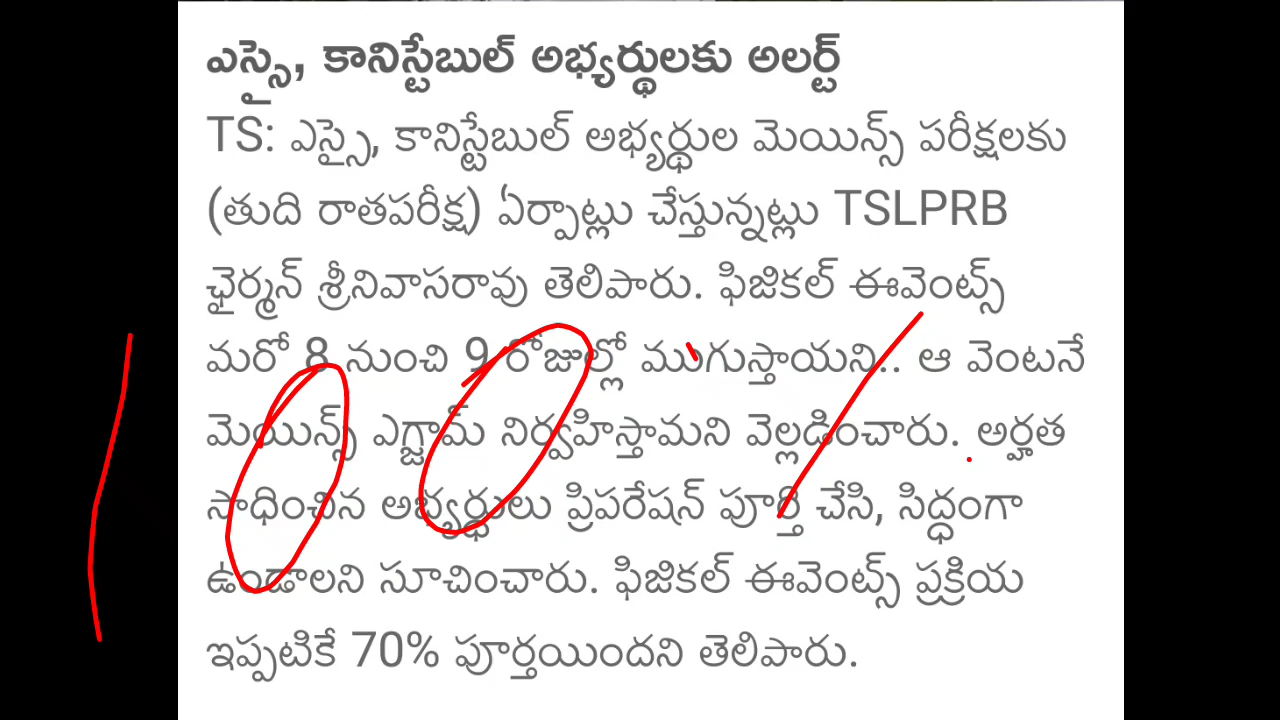 ఎస్సై, కానిస్టేబుల్ అభ్యర్థులకు అలర్ట్
TS: ఎస్సై, కానిస్టేబుల్ అభ్యర్థుల మెయిన్స్ పరీక్షలకు
(తుది రాతపరీక్ష) ఏర్పాట్లు చేస్తున్నట్లు TSLPRB
ఛైర్మన్ శ్రీనివాసరావు తెలిపారు. ఫిజికల్ ఈవెంట్స్
మరో 8 నుంచి 9 రోజుల్లో ముగుస్తాయని.. ఆ వెంటనే
మెయిన్స్ ఎగ్జామ్ నిర్వహిస్తామని వెల్లడించారు. అర్హత
సాధించిన అభ్యర్థులు ప్రిపరేషన్ పూర్తి చేసి, సిద్ధంగా
ఉండాలని సూచించారు. ఫిజికల్ ఈవెంట్స్ ప్రక్రియ
ఇప్పటికే 70% పూర్తయిందని తెలిపారు.